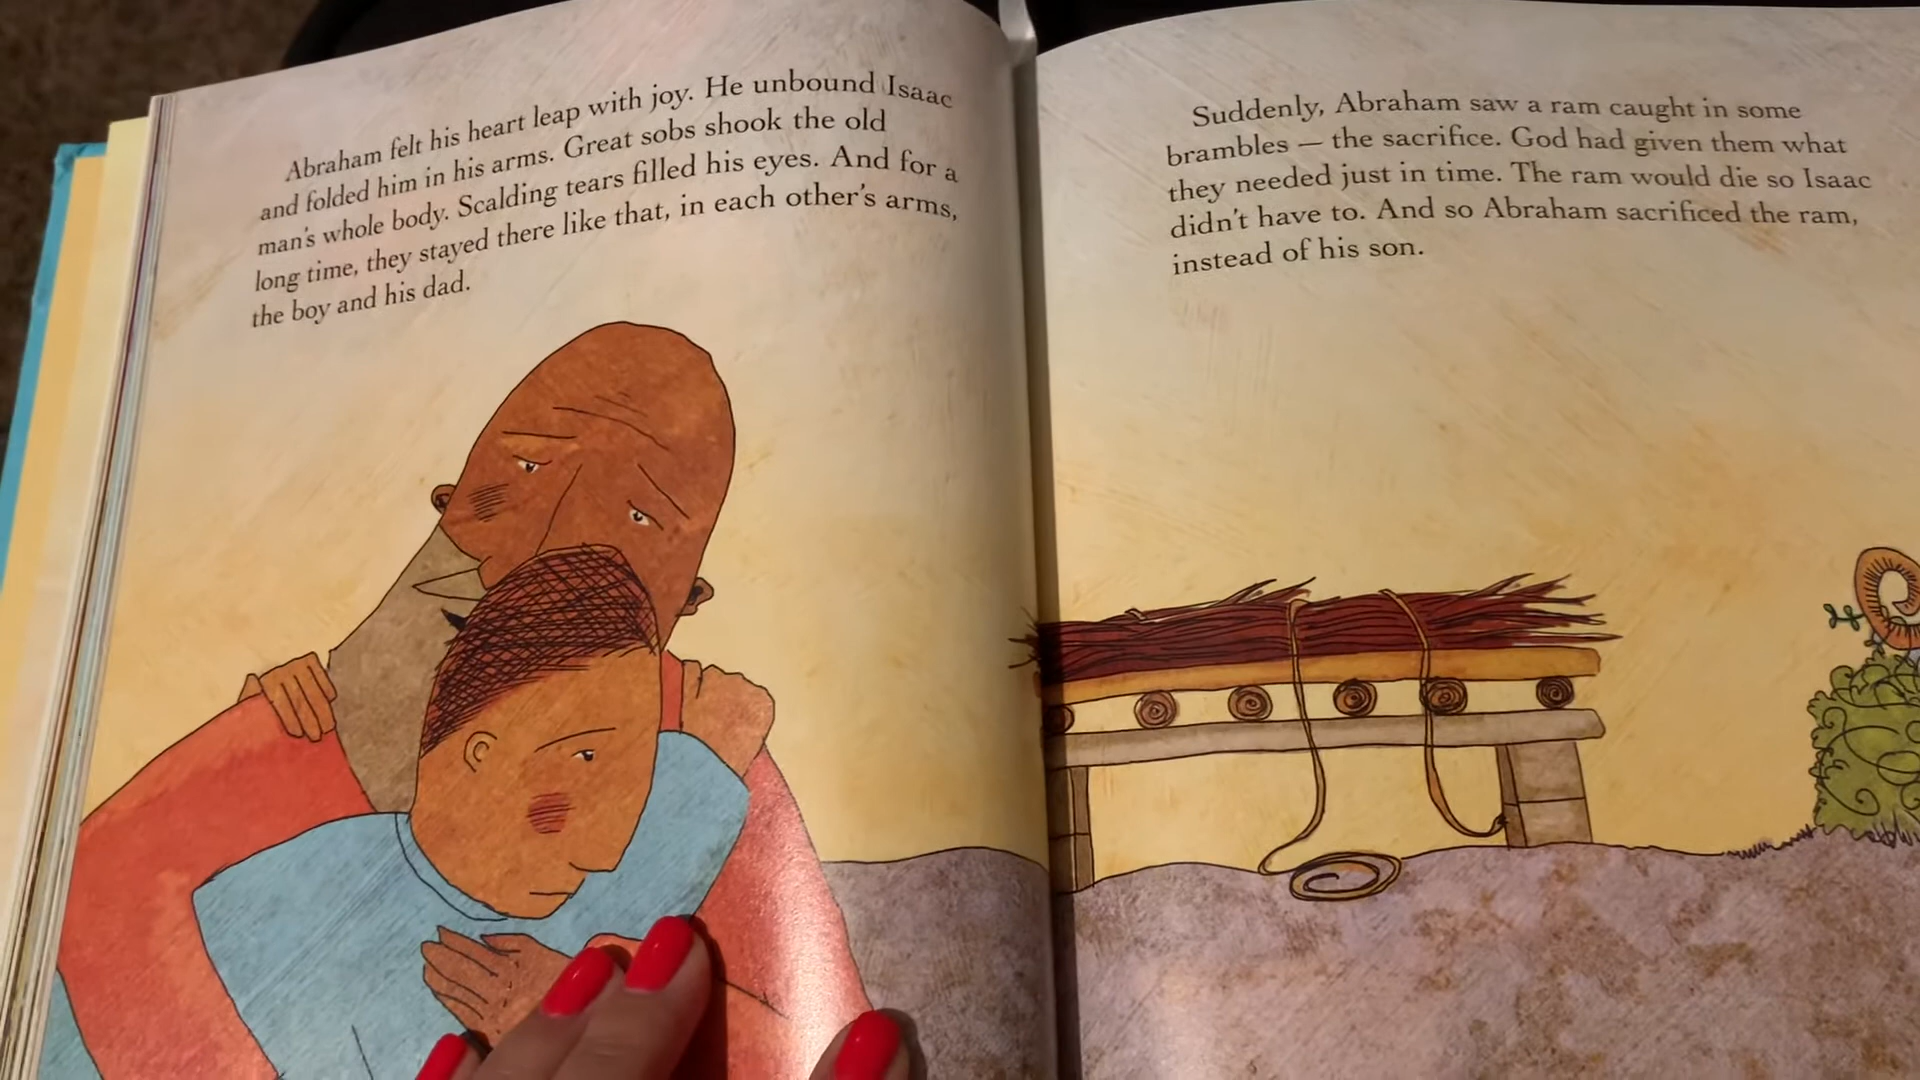 Abraham felt his heart leap with joy. He unbound Isaac
and folded him in his arms. Great sobs shook the old
man's whole body. Scalding tears filled his eyes. And for a
long time, they stayed there like that, in each other's arms,
the boy and his dad.
Suddenly, Abraham saw a ram caught in some
brambles — the sacrifice. God had given them what
they needed just in time. The ram would die so Isaac
didn't have to. And so Abraham sacrificed the ram,
instead of his son.